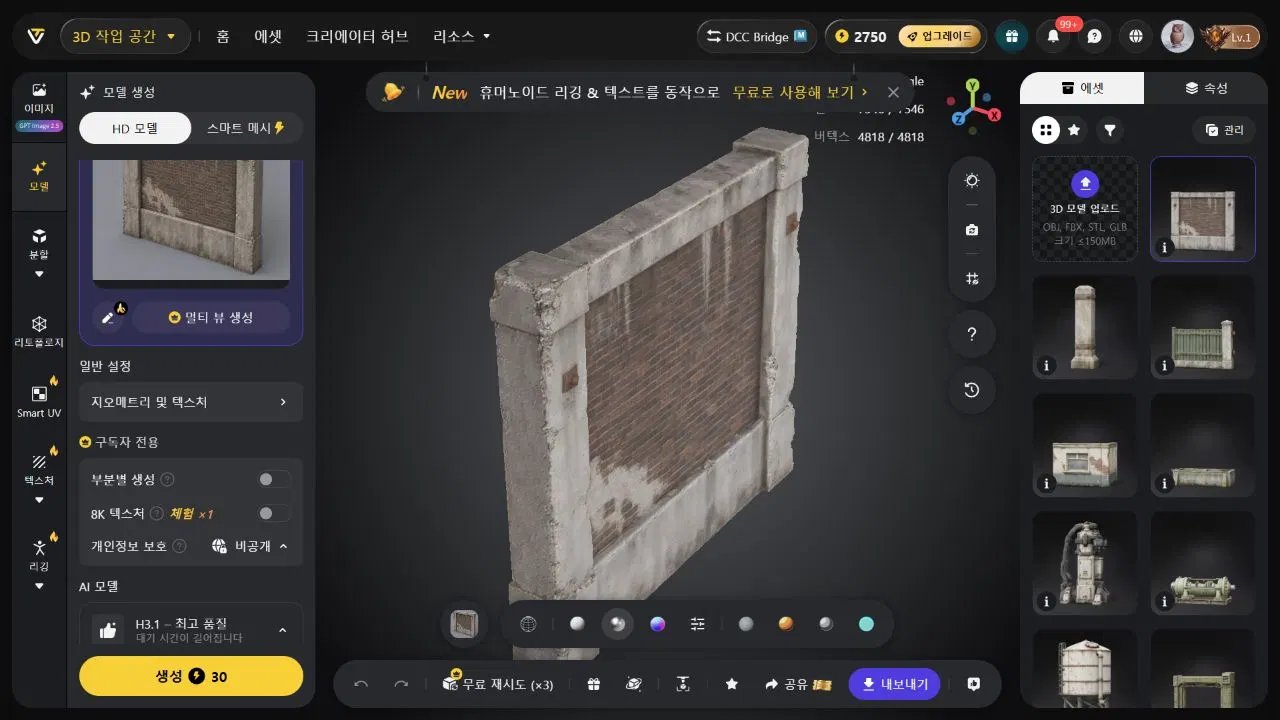 3D 작업 공간
홈
에셋
크리에이터 허브
리소스
DCC Bridge
2750
업그레이드
99+
Lv.1
이미지
GPT Image 2.5
모델
분할
리토폴로지
Smart UV
텍스처
리깅
모델 생성
HD 모델
스마트 메시
멀티 뷰 생성
일반 설정
지오메트리 및 텍스처
구독자 전용
부분별 생성
8K 텍스처 체험 ×1
개인정보 보호 비공개
AI 모델
H3.1 – 최고 품질
대기 시간이 길어집니다
생성 30
New 휴머노이드 리깅 & 텍스트를 동작으로 무료로 사용해 보기
버텍스 4818 / 4818
Y
X
Z
?
무료 재시도 (×3)
공유
내보내기
에셋
속성
관리
3D 모델 업로드
OBJ, FBX, STL, GLB
크기 ≤150MB